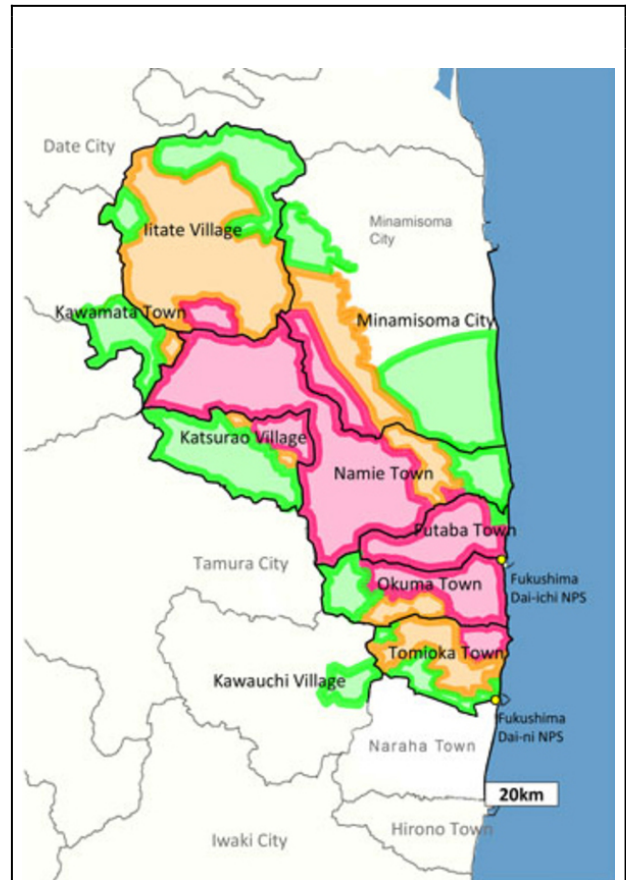 Date City
Iitate Village
Minamisoma
City
Kawamata Town
Minamisoma City
Katsurao Village
Namie Town
Futaba Town
Tamura City
Okuma Town
Fukushima
Dai-ichi NPS
Tomioka Town
Kawauchi Village
Fukushima
Dai-ni NPS
Naraha Town
20km
Hirono Town
Iwaki City